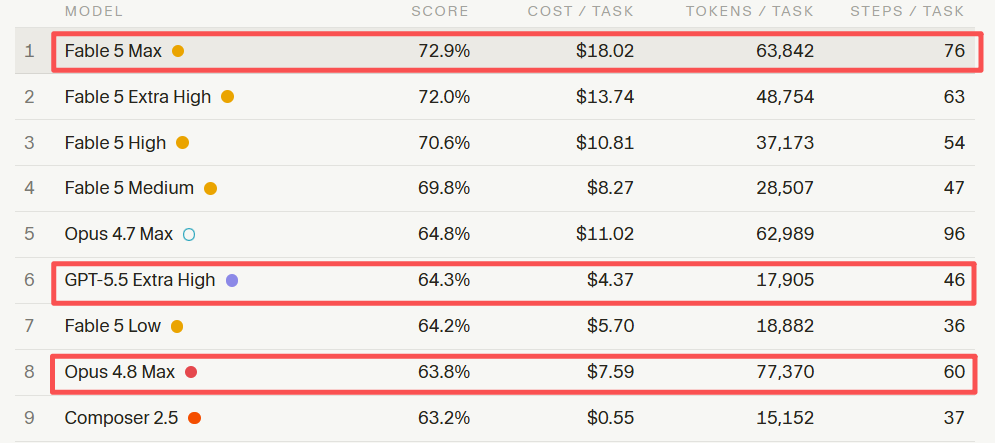 MODEL SCORE COST / TASK TOKENS / TASK STEPS / TASK
1 Fable 5 Max 72.9% $18.02 63,842 76
2 Fable 5 Extra High 72.0% $13.74 48,754 63
3 Fable 5 High 70.6% $10.81 37,173 54
4 Fable 5 Medium 69.8% $8.27 28,507 47
5 Opus 4.7 Max 64.8% $11.02 62,989 96
6 GPT-5.5 Extra High 64.3% $4.37 17,905 46
7 Fable 5 Low 64.2% $5.70 18,882 36
8 Opus 4.8 Max 63.8% $7.59 77,370 60
9 Composer 2.5 63.2% $0.55 15,152 37